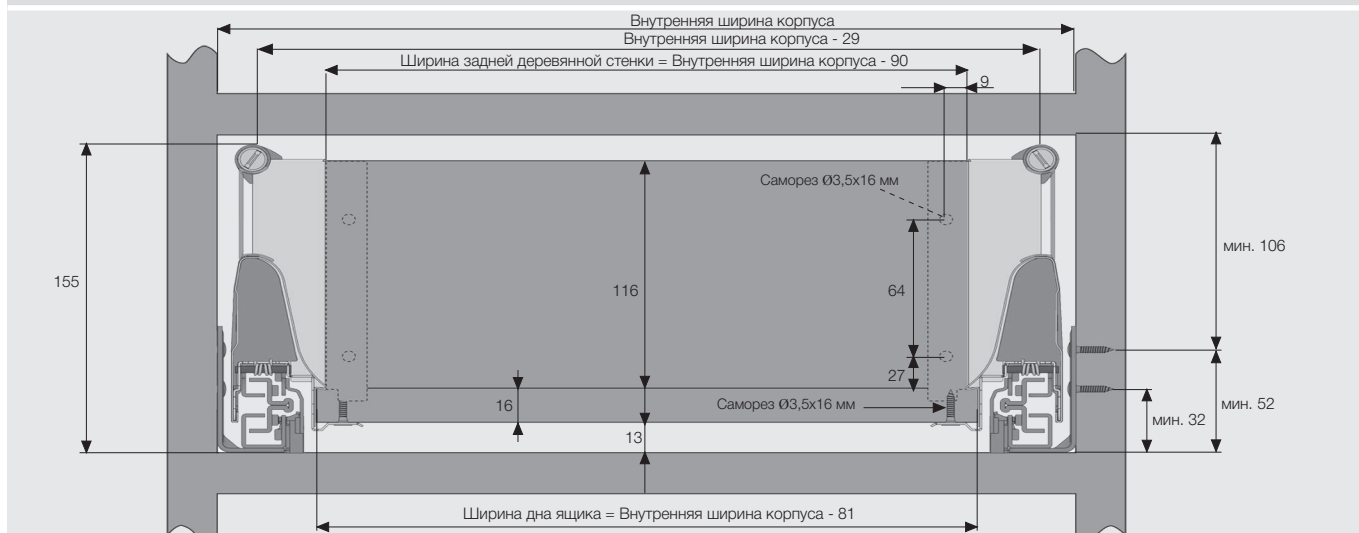 Внутренняя ширина корпуса
Внутренняя ширина корпуса - 29
Ширина задней деревянной стенки = Внутренняя ширина корпуса - 90
9
Саморез Ø3,5x16 мм
мин. 106
155
116
64
27
16
Саморез Ø3,5x16 мм
мин. 32
мин. 52
13
Ширина дна ящика = Внутренняя ширина корпуса - 81